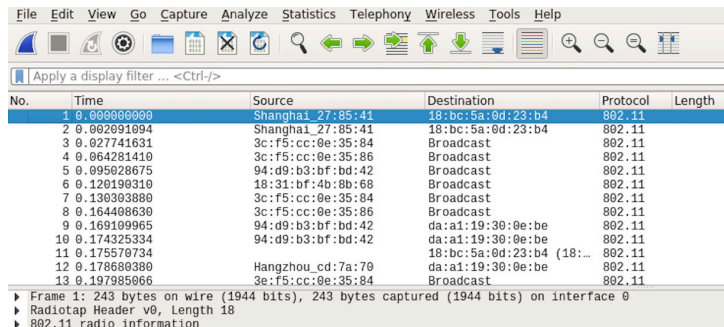 File Edit View Go Capture Analyze Statistics Telephony Wireless Tools Help
Apply a display filter ... <Ctrl-/>
No. Time Source Destination Protocol Length
1 0.000000000 Shanghai_27:85:41 18:bc:5a:0d:23:b4 802.11
2 0.002091094 Shanghai_27:85:41 18:bc:5a:0d:23:b4 802.11
3 0.027741631 3c:f5:cc:0e:35:84 Broadcast 802.11
4 0.064281410 3c:f5:cc:0e:35:86 Broadcast 802.11
5 0.095028675 94:d9:b3:bf:bd:42 Broadcast 802.11
6 0.120190310 18:31:bf:4b:8b:68 Broadcast 802.11
7 0.130303880 3c:f5:cc:0e:35:84 Broadcast 802.11
8 0.164408630 3c:f5:cc:0e:35:86 Broadcast 802.11
9 0.169109965 94:d9:b3:bf:bd:42 da:a1:19:30:0e:be 802.11
10 0.174325334 94:d9:b3:bf:bd:42 da:a1:19:30:0e:be 802.11
11 0.175570734 18:bc:5a:0d:23:b4 (18:… 802.11
12 0.178680380 Hangzhou_cd:7a:70 da:a1:19:30:0e:be 802.11
13 0.197985066 3e:f5:cc:0e:35:84 Broadcast 802.11
Frame 1: 243 bytes on wire (1944 bits), 243 bytes captured (1944 bits) on interface 0
Radiotap Header v0, Length 18
802.11 radio information